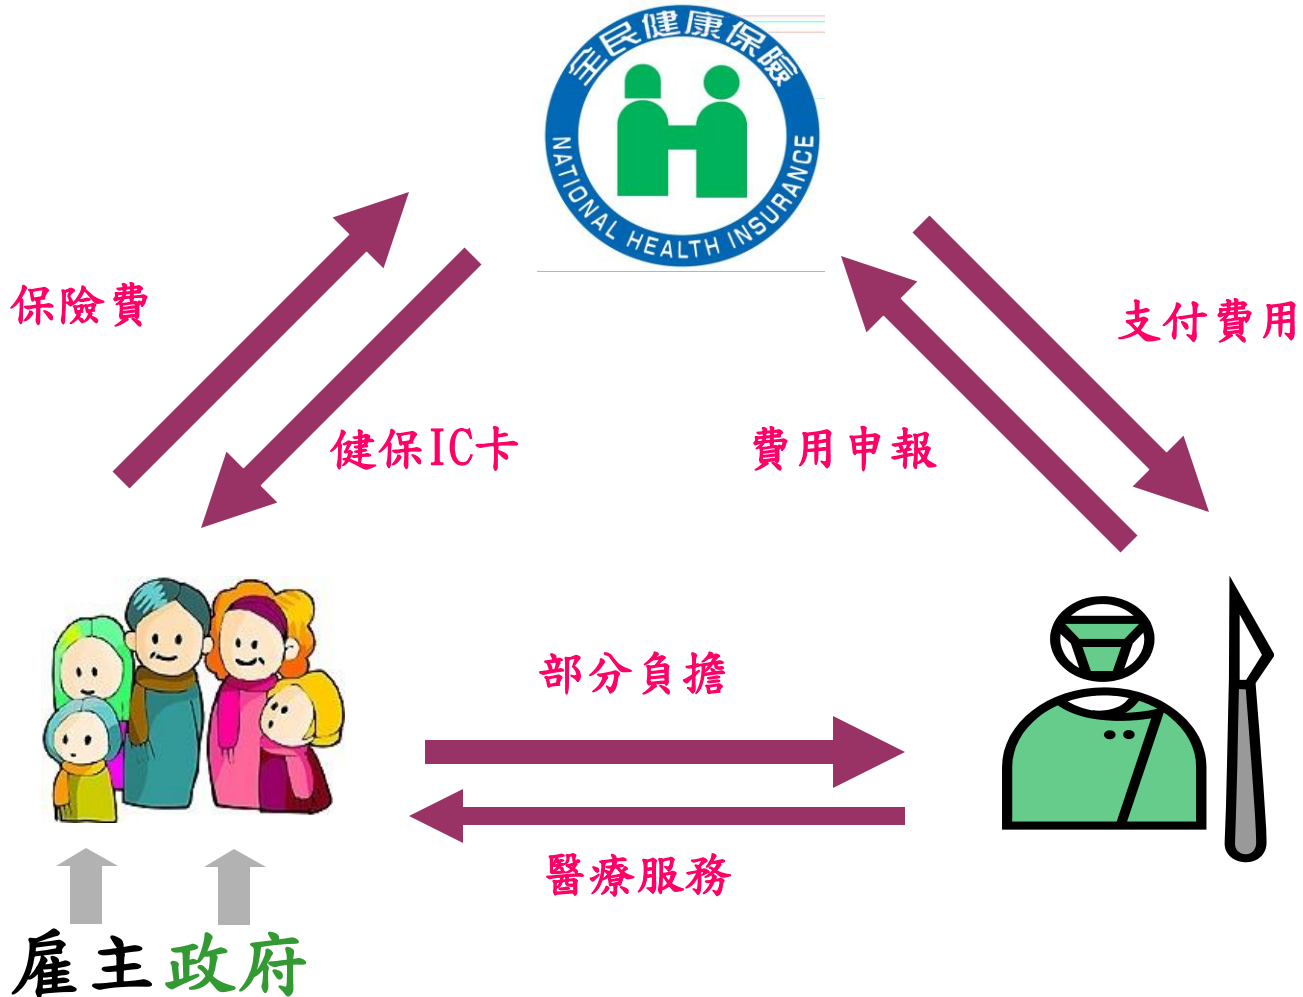 全民健康保險
NATIONAL HEALTH INSURANCE
保險費
支付費用
健保IC卡
費用申報
部分負擔
醫療服務
雇主政府